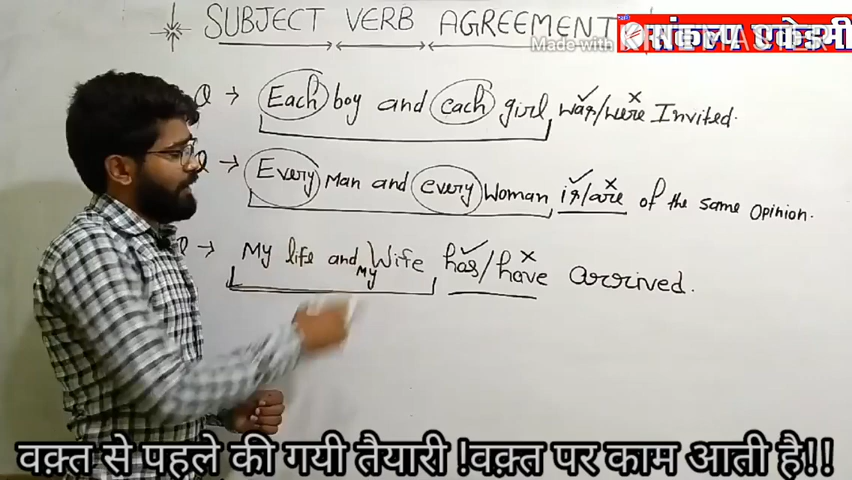 SUBJECT VERB AGREEMENT
Made with KINEMASTER
संकल्प एकेडमी
Q → Each boy and each girl was/were Invited.
Q → Every Man and every Woman is/are of the same Opinion.
Q → My life and My Wife has/have arrived.
वक़्त से पहले की गयी तैयारी !वक़्त पर काम आती है!!